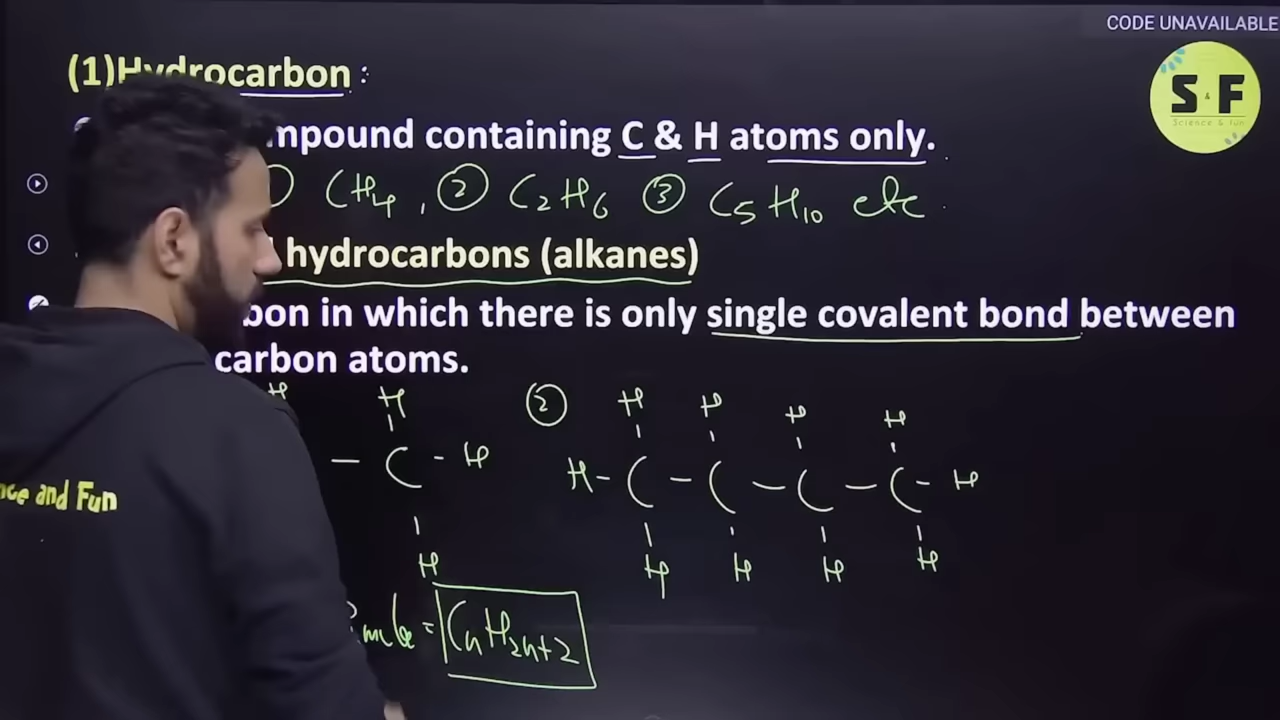 CODE UNAVAILABLE
S & F
Science & fun
(1)Hydrocarbon :
mpound containing C & H atoms only.
CH4 , ② C2H6 ③ C5H10 etc
hydrocarbons (alkanes)
bon in which there is only single covalent bond between
carbon atoms.
H H ② H H H H
– C - H H - C – C – C – C - H
H H H H H
= CnH2n+2
nce and Fun